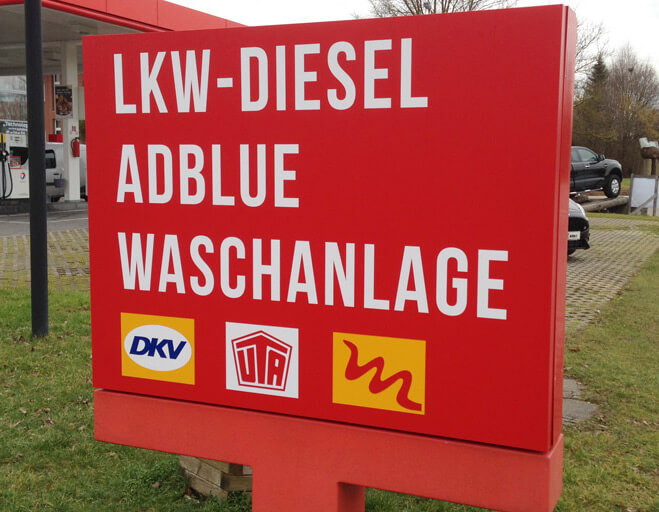 LKW-DIESEL
ADBLUE
WASCHANLAGE
DKV
UTA